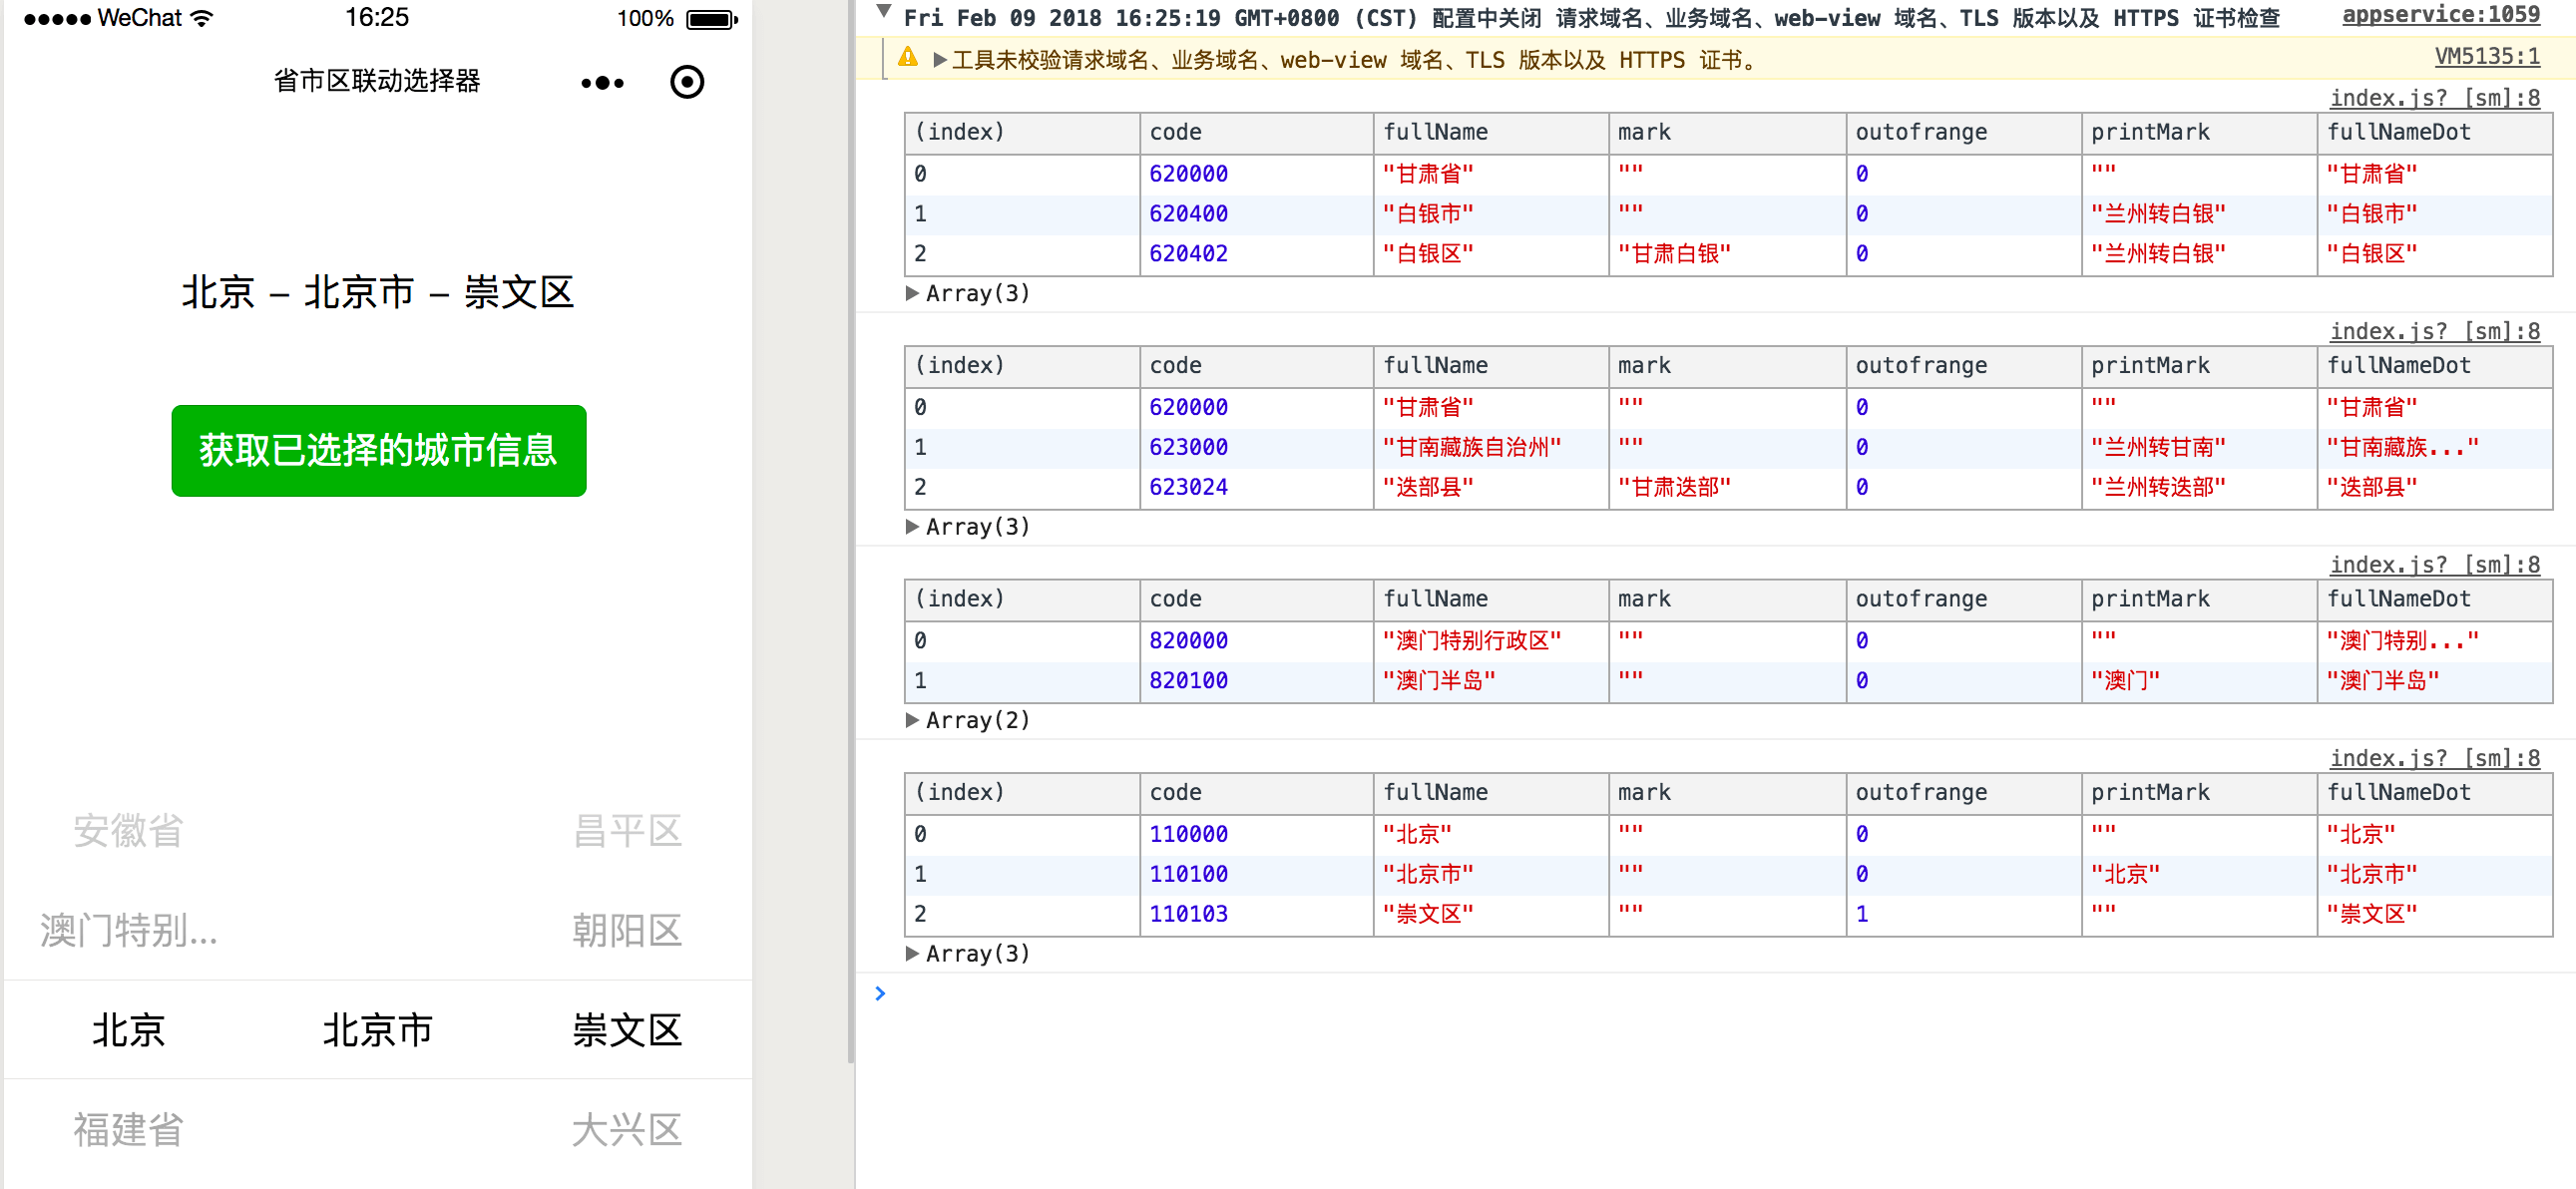 WeChat 16:25 100%
省市区联动选择器
北京 – 北京市 – 崇文区
获取已选择的城市信息
安徽省 昌平区
澳门特别... 朝阳区
北京 北京市 崇文区
福建省 大兴区
Fri Feb 09 2018 16:25:19 GMT+0800 (CST) 配置中关闭 请求域名、业务域名、web-view 域名、TLS 版本以及 HTTPS 证书检查 appservice:1059
工具未校验请求域名、业务域名、web-view 域名、TLS 版本以及 HTTPS 证书。 VM5135:1
index.js? [sm]:8
(index) code fullName mark outofrange printMark fullNameDot
0 620000 "甘肃省" "" 0 "" "甘肃省"
1 620400 "白银市" "" 0 "兰州转白银" "白银市"
2 620402 "白银区" "甘肃白银" 0 "兰州转白银" "白银区"
Array(3)
index.js? [sm]:8
(index) code fullName mark outofrange printMark fullNameDot
0 620000 "甘肃省" "" 0 "" "甘肃省"
1 623000 "甘南藏族自治州" "" 0 "兰州转甘南" "甘南藏族..."
2 623024 "迭部县" "甘肃迭部" 0 "兰州转迭部" "迭部县"
Array(3)
index.js? [sm]:8
(index) code fullName mark outofrange printMark fullNameDot
0 820000 "澳门特别行政区" "" 0 "" "澳门特别..."
1 820100 "澳门半岛" "" 0 "澳门" "澳门半岛"
Array(2)
index.js? [sm]:8
(index) code fullName mark outofrange printMark fullNameDot
0 110000 "北京" "" 0 "" "北京"
1 110100 "北京市" "" 0 "北京" "北京市"
2 110103 "崇文区" "" 1 "" "崇文区"
Array(3)